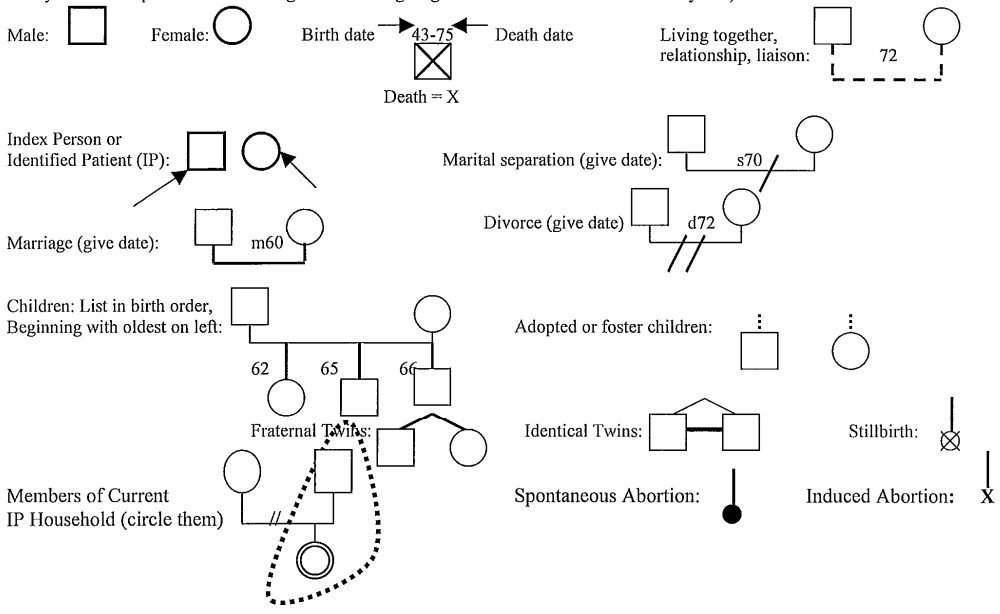 Male:
Female:
Birth date
43-75
Death date
Death = X
Living together,
relationship, liaison:
72
Index Person or
Identified Patient (IP):
Marital separation (give date):
s70
Marriage (give date):
m60
Divorce (give date)
d72
Children: List in birth order,
Beginning with oldest on left:
62
65
66
Adopted or foster children:
Fraternal Twins:
Identical Twins:
Stillbirth:
Members of Current
IP Household (circle them)
Spontaneous Abortion:
Induced Abortion:
X